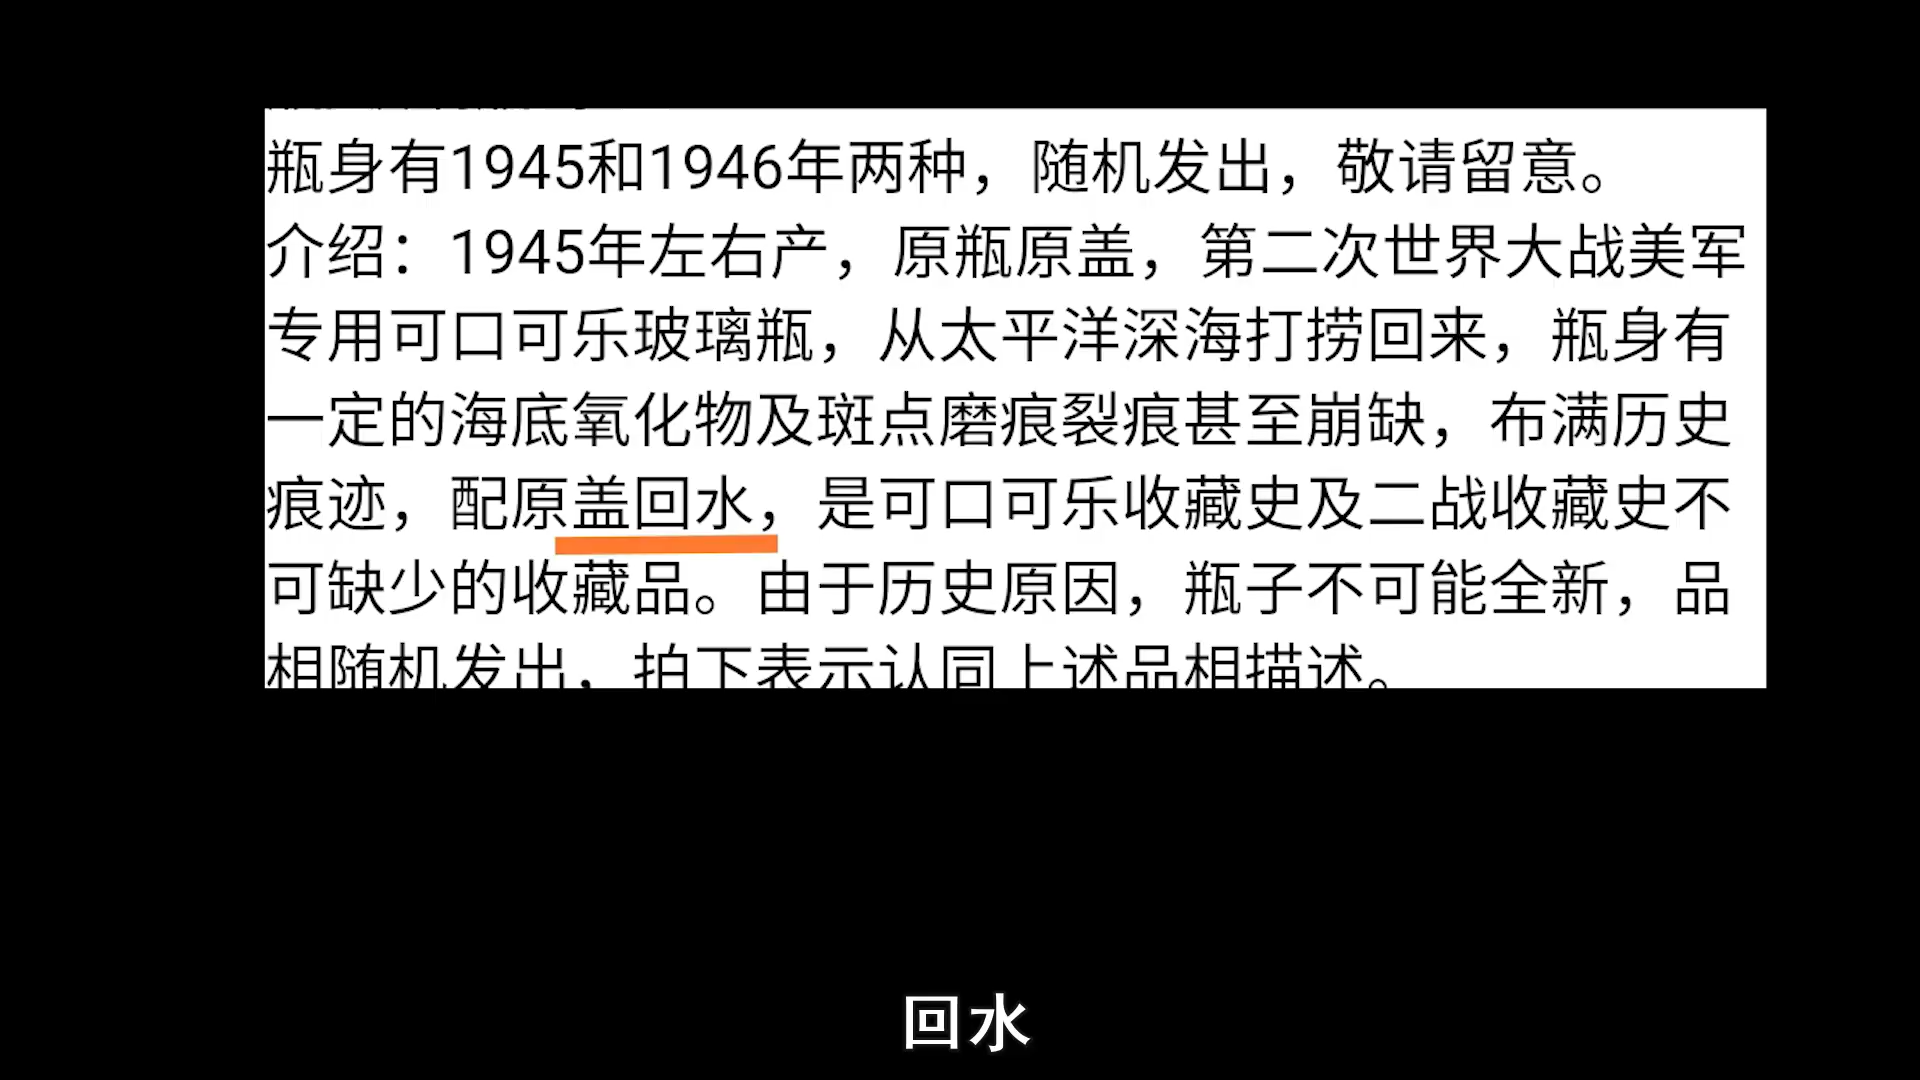 瓶身有1945和1946年两种，随机发出，敬请留意。
介绍：1945年左右产，原瓶原盖，第二次世界大战美军
专用可口可乐玻璃瓶，从太平洋深海打捞回来，瓶身有
一定的海底氧化物及斑点磨痕裂痕甚至崩缺，布满历史
痕迹，配原盖回水，是可口可乐收藏史及二战收藏史不
可缺少的收藏品。由于历史原因，瓶子不可能全新，品
相随机发出，拍下表示认同上述品相描述。
回水